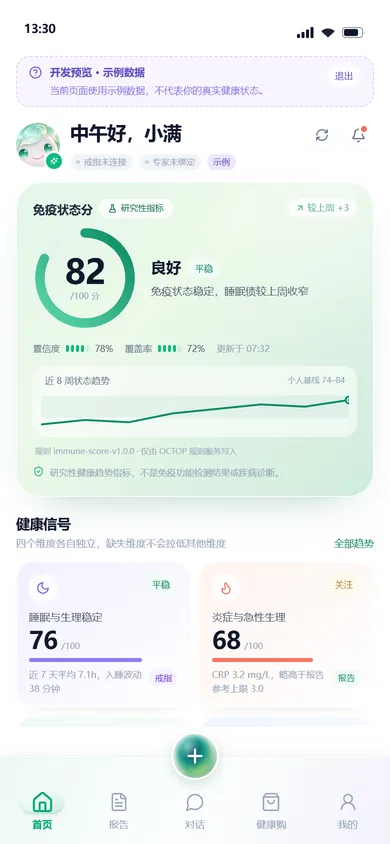 13:30
开发预览 · 示例数据
退出
当前页面使用示例数据，不代表你的真实健康状态。
中午好，小满
戒指未连接
专家未绑定
示例
免疫状态分
研究性指标
较上周 +3
82
/100 分
良好
平稳
免疫状态稳定，睡眠债较上周收窄
置信度
78%
覆盖率
72%
更新于 07:32
近 8 周状态趋势
个人基线 74–84
规则 immune-score-v1.0.0 · 仅由 OCTOP 规则服务写入
研究性健康趋势指标，不是免疫功能检测结果或疾病诊断。
健康信号
四个维度各自独立，缺失维度不会拉低其他维度
全部趋势
平稳
睡眠与生理稳定
76 /100
近 7 天平均 7.1h，入睡波动
38 分钟
戒指
关注
炎症与急性生理
68 /100
CRP 3.2 mg/L，略高于报告
参考上限 3.0
报告
首页
报告
对话
健康购
我的